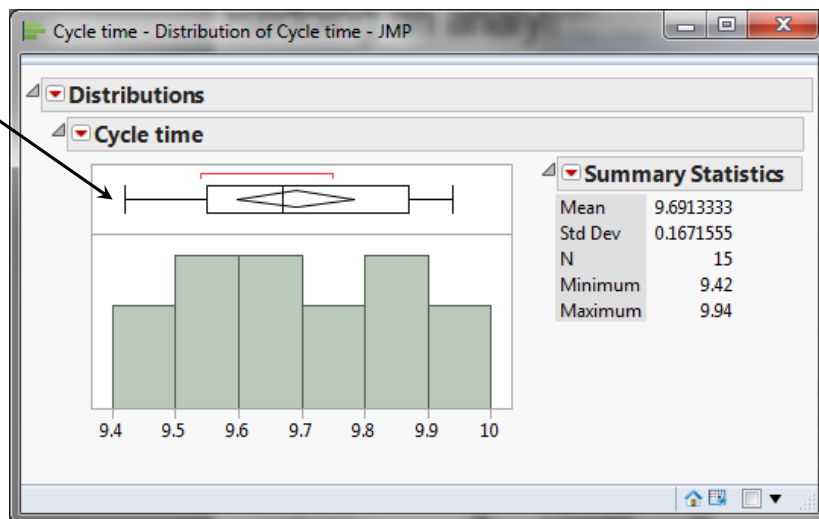 Cycle time - Distribution of Cycle time - JMP
Distributions
Cycle time
Summary Statistics
Mean 9.6913333
Std Dev 0.1671555
N 15
Minimum 9.42
Maximum 9.94
9.4 9.5 9.6 9.7 9.8 9.9 10